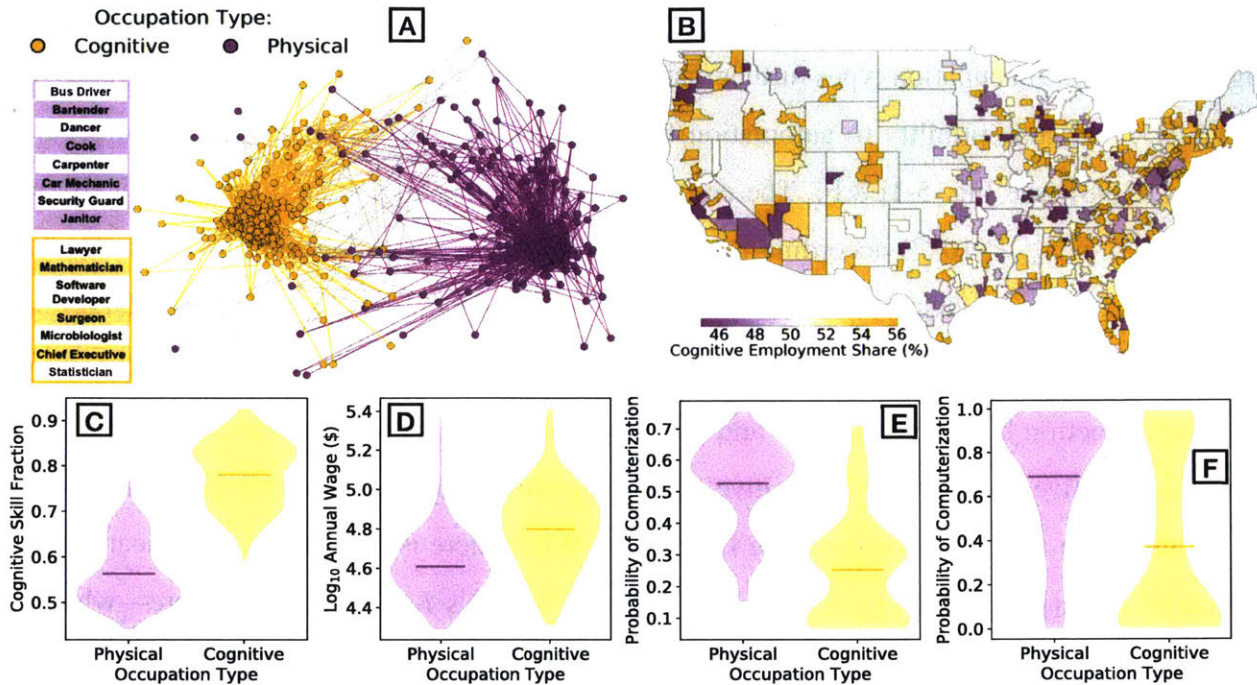 Occupation Type:
Cognitive
Physical
A
Bus Driver
Bartender
Dancer
Cook
Carpenter
Car Mechanic
Security Guard
Janitor
Lawyer
Mathematician
Software
Developer
Surgeon
Microbiologist
Chief Executive
Statistician
B
46 48 50 52 54 56
Cognitive Employment Share (%)
C
Cognitive Skill Fraction
0.9
0.8
0.7
0.6
0.5
Physical Cognitive
Occupation Type
D
Log10 Annual Wage ($)
5.4
5.2
5.0
4.8
4.6
4.4
Physical Cognitive
Occupation Type
E
Probability of Computerization
0.7
0.6
0.5
0.4
0.3
0.2
0.1
Physical Cognitive
Occupation Type
F
Probability of Computerization
1.0
0.8
0.6
0.4
0.2
0.0
Physical Cognitive
Occupation Type